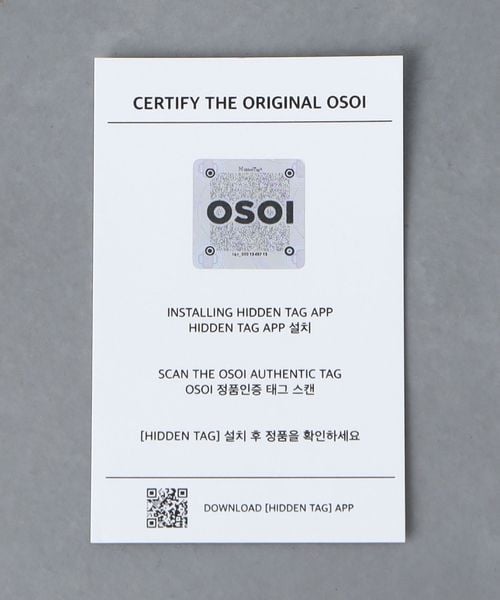 CERTIFY THE ORIGINAL OSOI
HiddenTag
OSOI
INSTALLING HIDDEN TAG APP
HIDDEN TAG APP 설치
SCAN THE OSOI AUTHENTIC TAG
OSOI 정품인증 태그 스캔
[HIDDEN TAG] 설치 후 정품을 확인하세요
DOWNLOAD [HIDDEN TAG] APP